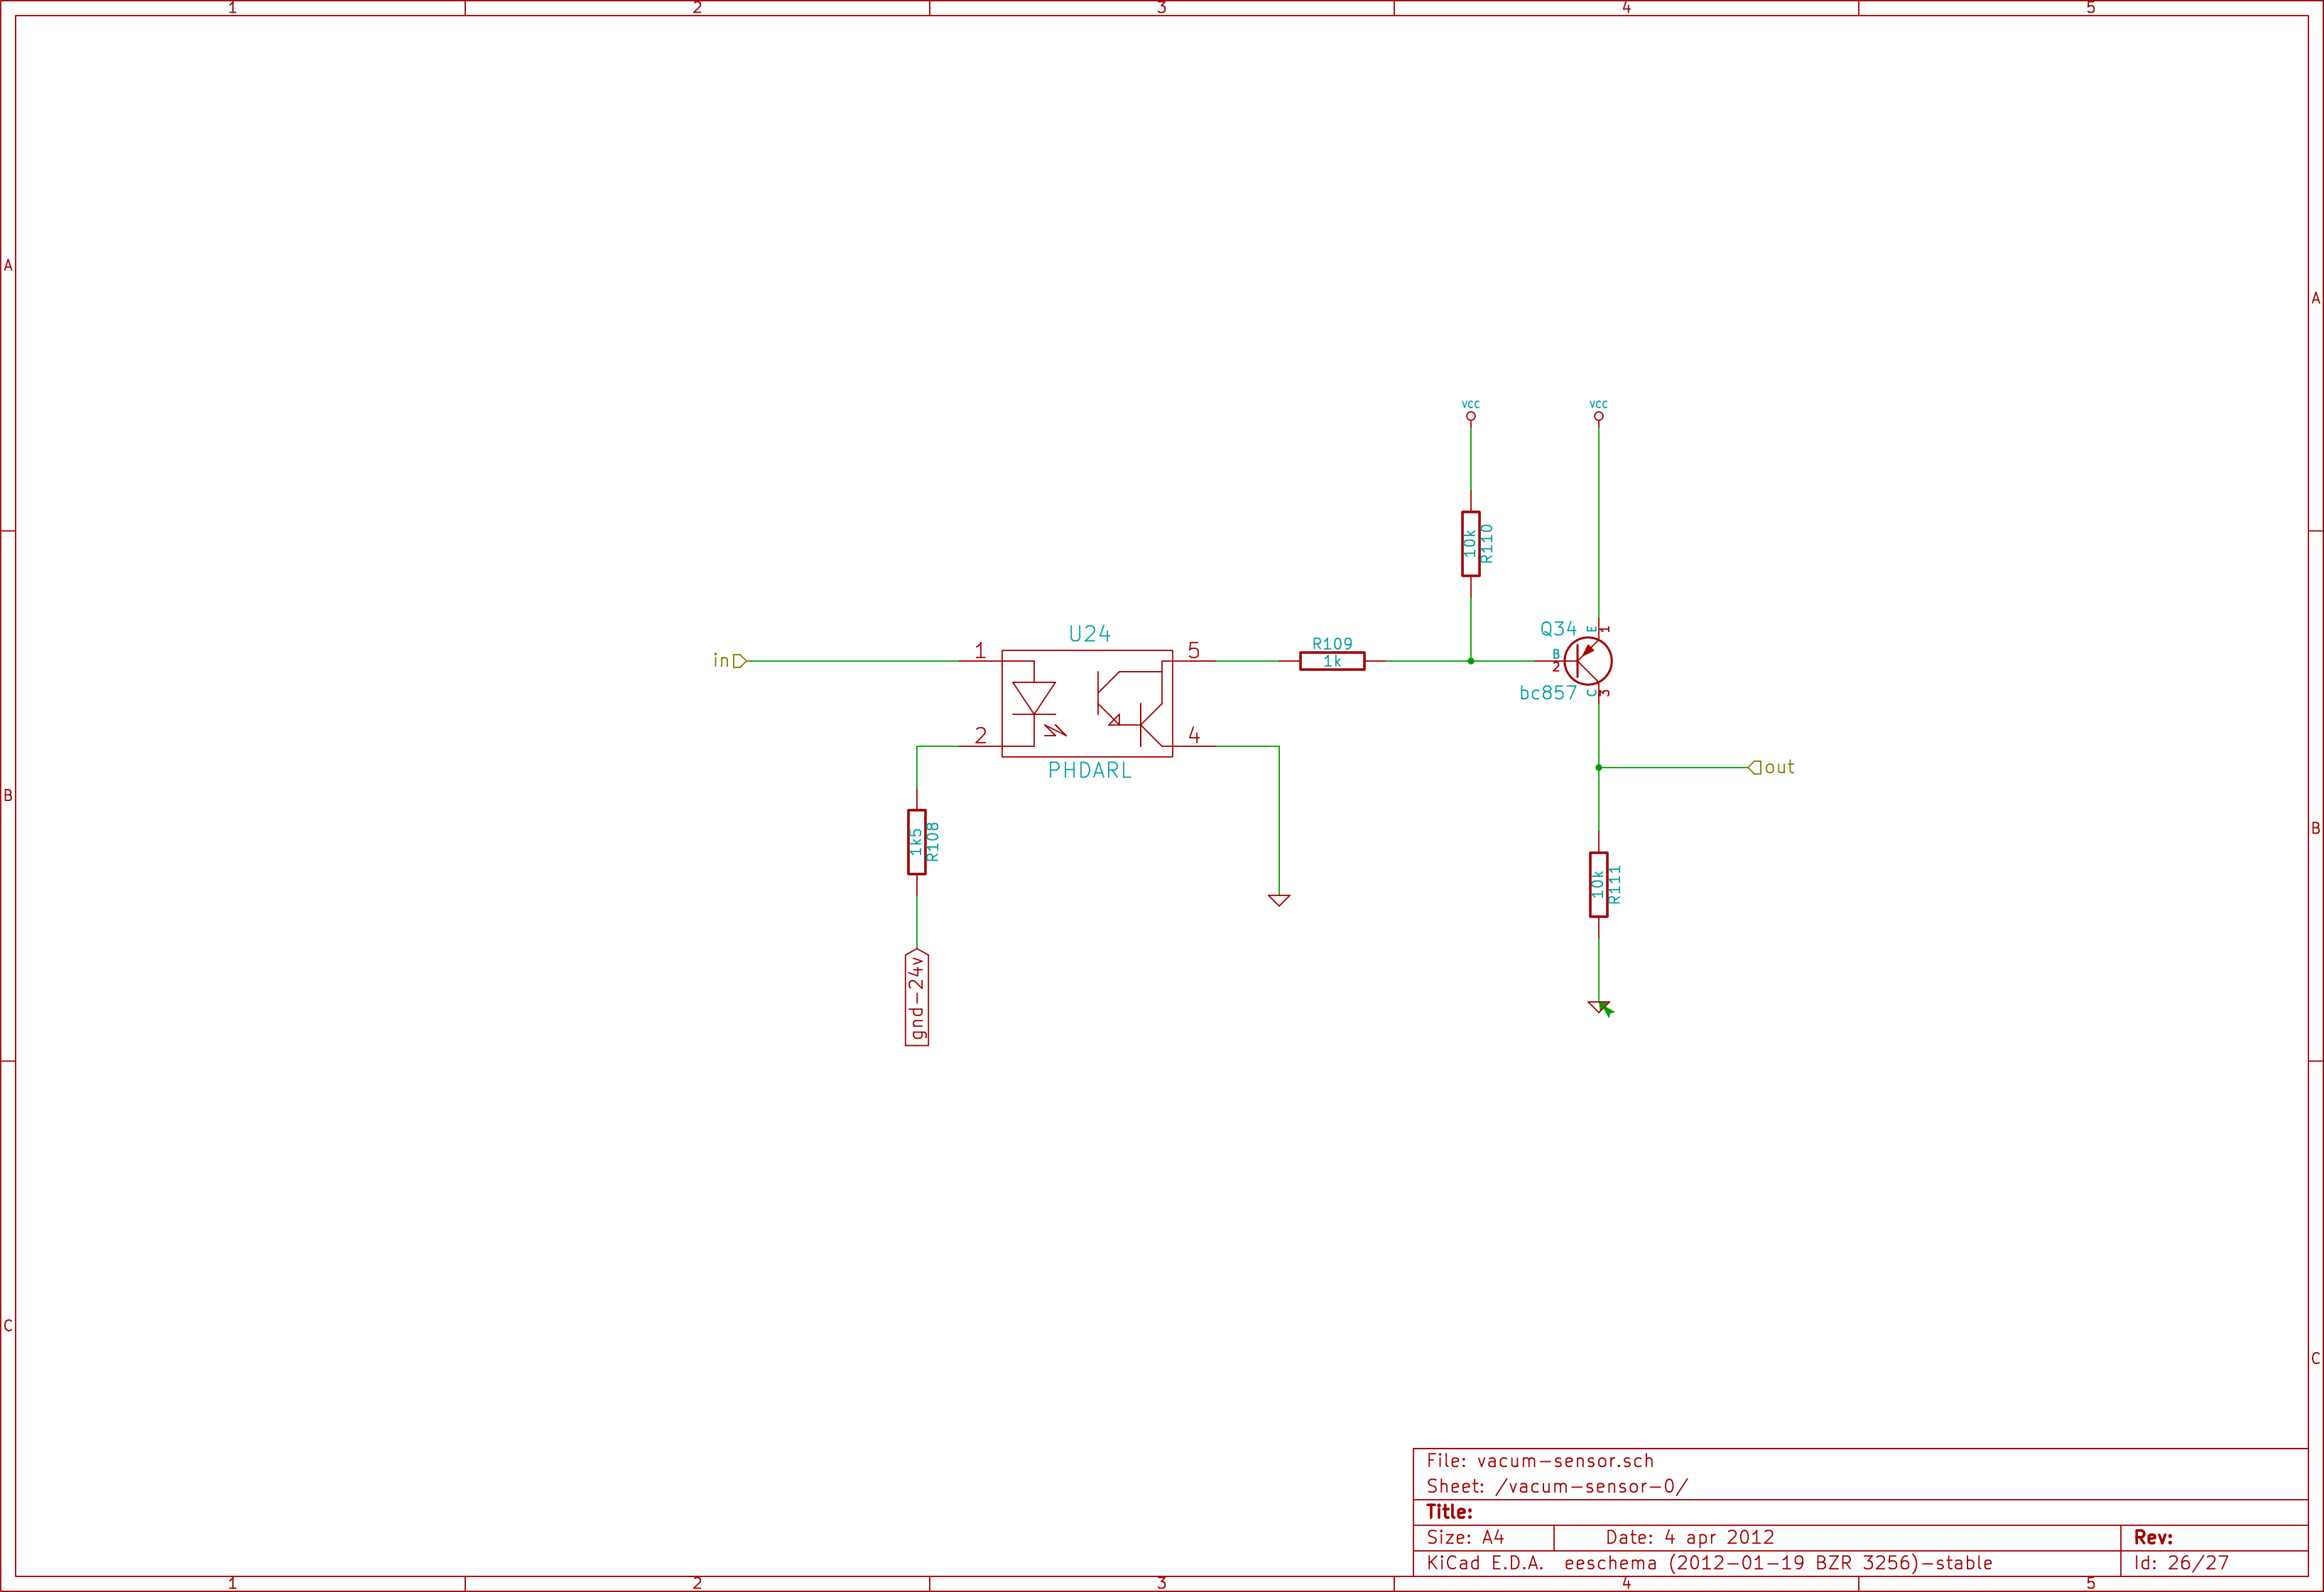 1 2 3 4 5
A
A
VCC VCC
10k
R110
U24
R109
1k
in
1
5
Q34
E
1
B
2
bc857
C
3
2
4
PHDARL
out
B
B
1k5
R108
10k
R111
gnd-24v
C
C
File: vacum-sensor.sch
Sheet: /vacum-sensor-0/
Title:
Size: A4 Date: 4 apr 2012 Rev:
KiCad E.D.A. eeschema (2012-01-19 BZR 3256)-stable Id: 26/27
1 2 3 4 5